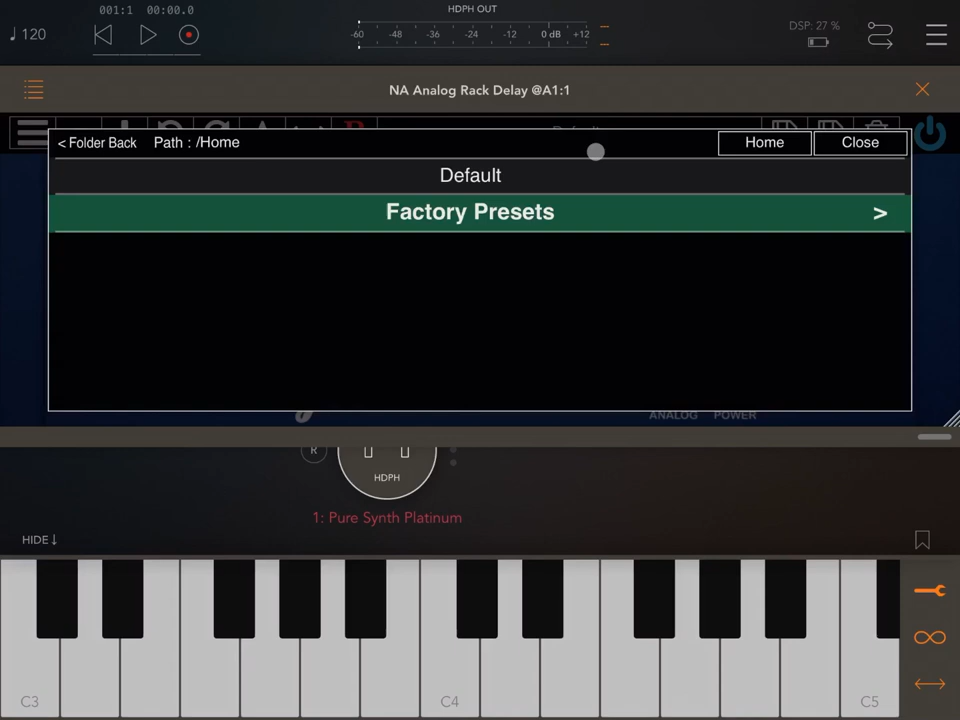 001:1 00:00.0
HDPH OUT
♩ 120
-60 -48 -36 -24 -12 0 dB +12
DSP: 27 %
NA Analog Rack Delay @A1:1
Default
< Folder Back Path : /Home Home Close
Default
Factory Presets >
ANALOG POWER
R
HDPH
1: Pure Synth Platinum
HIDE↓
C3 C4 C5